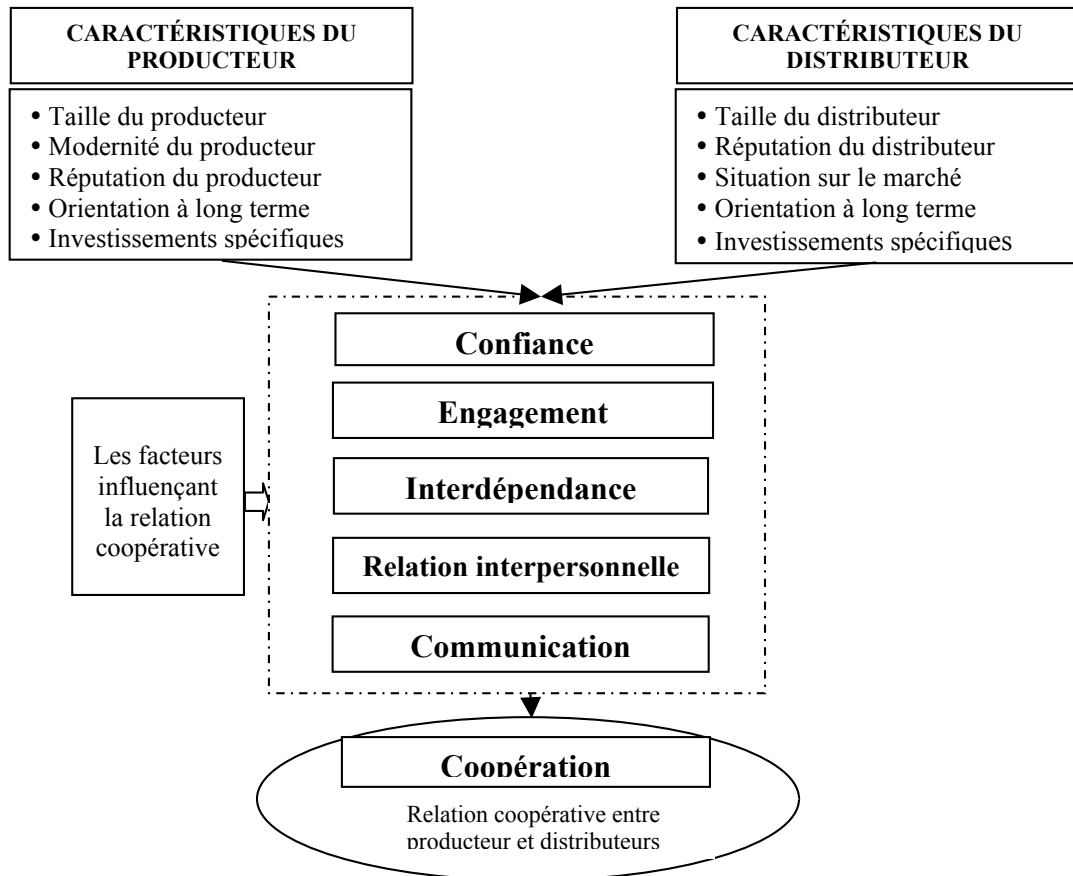 CARACTÉRISTIQUES DU
PRODUCTEUR
• Taille du producteur
• Modernité du producteur
• Réputation du producteur
• Orientation à long terme
• Investissements spécifiques
CARACTÉRISTIQUES DU
DISTRIBUTEUR
• Taille du distributeur
• Réputation du distributeur
• Situation sur le marché
• Orientation à long terme
• Investissements spécifiques
Les facteurs
influençant
la relation
coopérative
Confiance
Engagement
Interdépendance
Relation interpersonnelle
Communication
Coopération
Relation coopérative entre
producteur et distributeurs